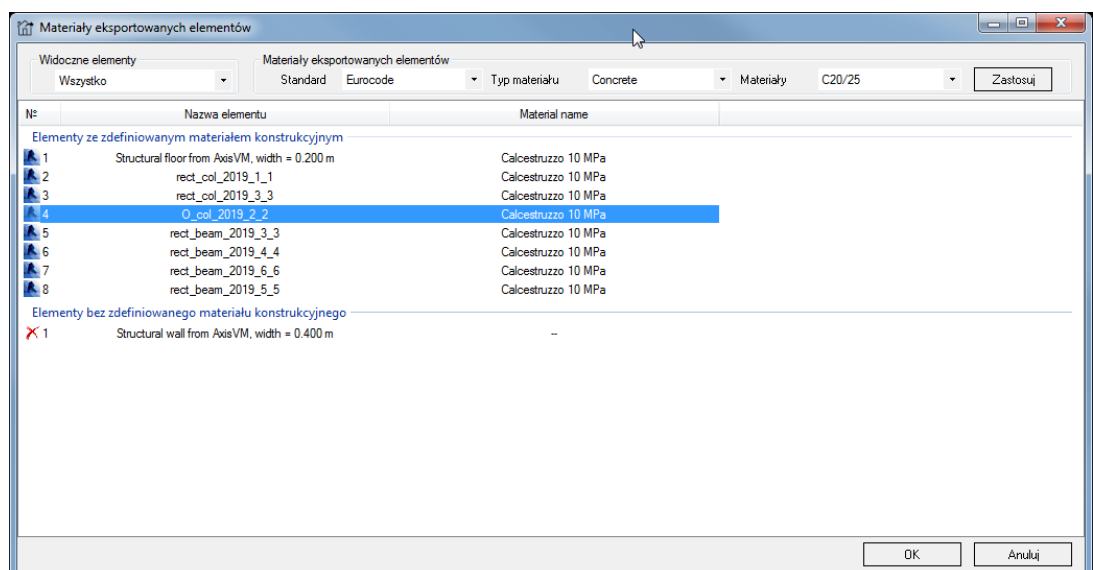 Materiały eksportowanych elementów
Widoczne elementy Materiały eksportowanych elementów
Wszystko Standard Eurocode Typ materiału Concrete Materiały C20/25 Zastosuj
Nº Nazwa elementu Material name
Elementy ze zdefiniowanym materiałem konstrukcyjnym
1 Structural floor from AxisVM, width = 0.200 m Calcestruzzo 10 MPa
2 rect_col_2019_1_1 Calcestruzzo 10 MPa
3 rect_col_2019_3_3 Calcestruzzo 10 MPa
4 O_col_2019_2_2 Calcestruzzo 10 MPa
5 rect_beam_2019_3_3 Calcestruzzo 10 MPa
6 rect_beam_2019_4_4 Calcestruzzo 10 MPa
7 rect_beam_2019_6_6 Calcestruzzo 10 MPa
8 rect_beam_2019_5_5 Calcestruzzo 10 MPa
Elementy bez zdefiniowanego materiału konstrukcyjnego
1 Structural wall from AxisVM, width = 0.400 m --
OK Anuluj